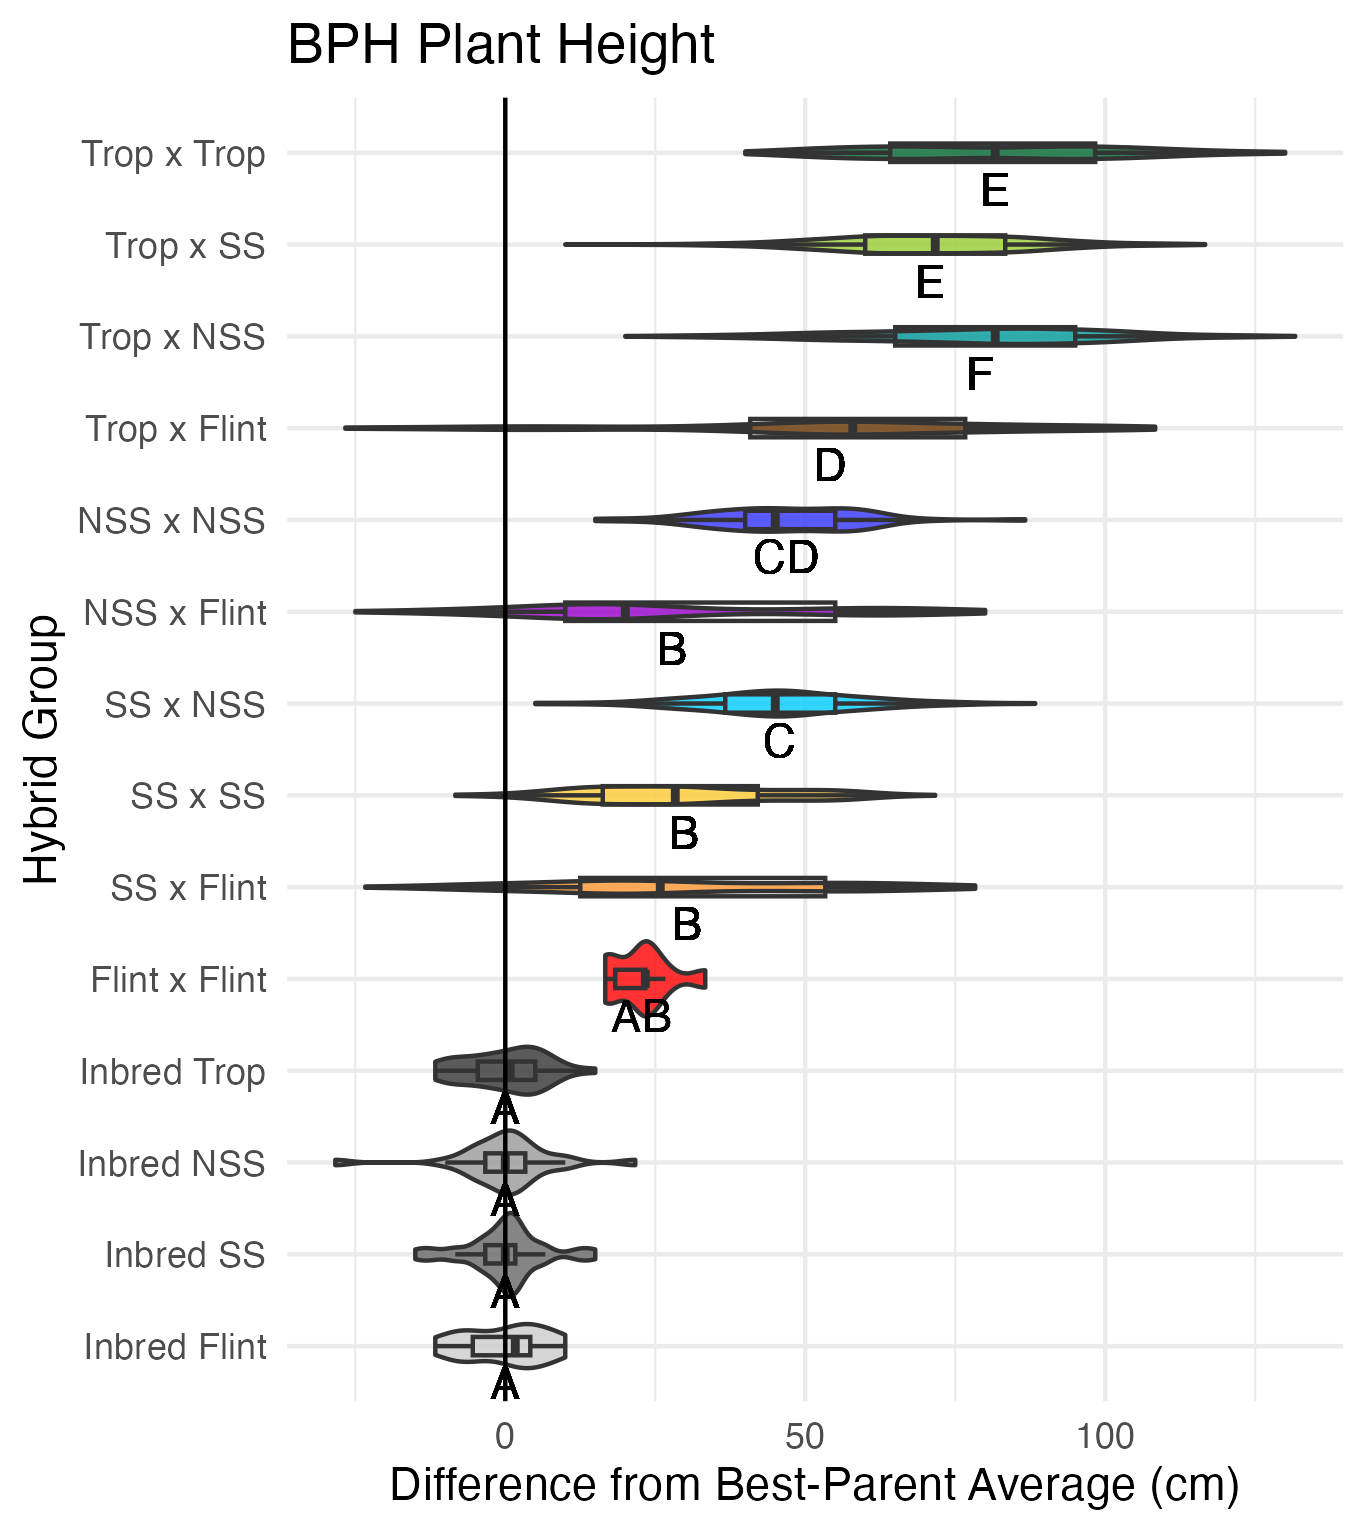 BPH Plant Height
Hybrid Group
Trop x Trop
E
Trop x SS
E
Trop x NSS
F
Trop x Flint
D
NSS x NSS
CD
NSS x Flint
B
SS x NSS
C
SS x SS
B
SS x Flint
B
Flint x Flint
AB
Inbred Trop
A
Inbred NSS
A
Inbred SS
A
Inbred Flint
A
0 50 100
Difference from Best-Parent Average (cm)